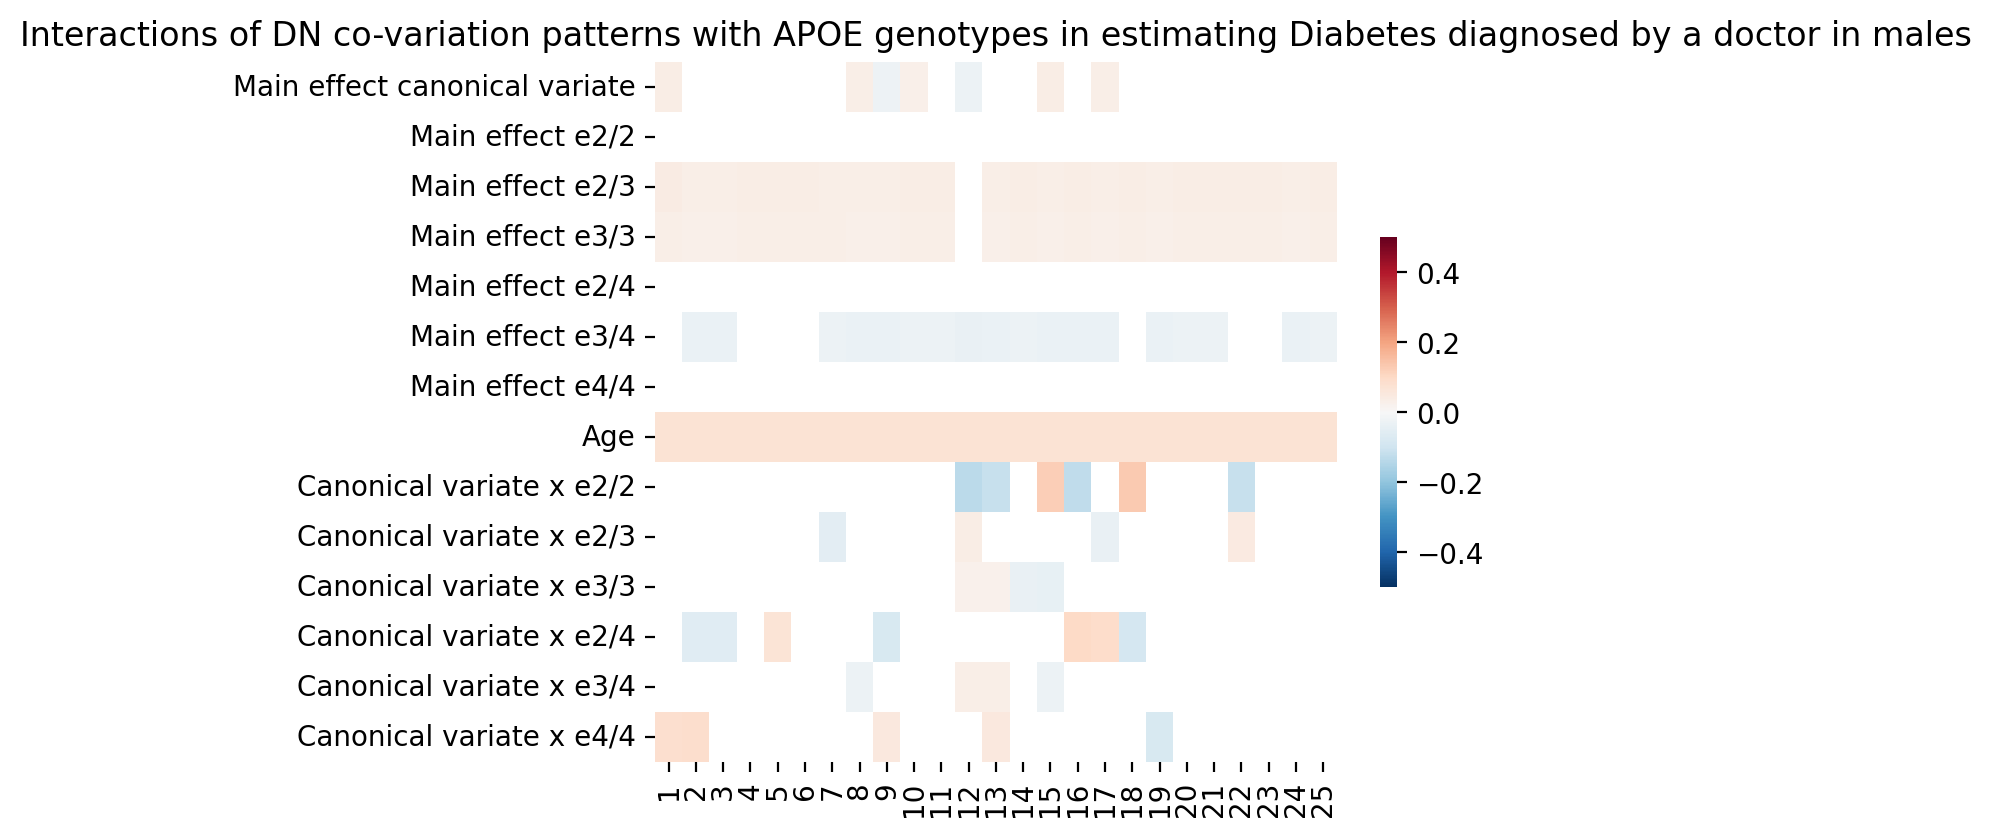 Interactions of DN co-variation patterns with APOE genotypes in estimating Diabetes diagnosed by a doctor in males
Main effect canonical variate
Main effect e2/2
Main effect e2/3
Main effect e3/3
Main effect e2/4
Main effect e3/4
Main effect e4/4
Age
Canonical variate x e2/2
Canonical variate x e2/3
Canonical variate x e3/3
Canonical variate x e2/4
Canonical variate x e3/4
Canonical variate x e4/4
1 2 3 4 5 6 7 8 9 10 11 12 13 14 15 16 17 18 19 20 21 22 23 24 25
0.4
0.2
0.0
−0.2
−0.4